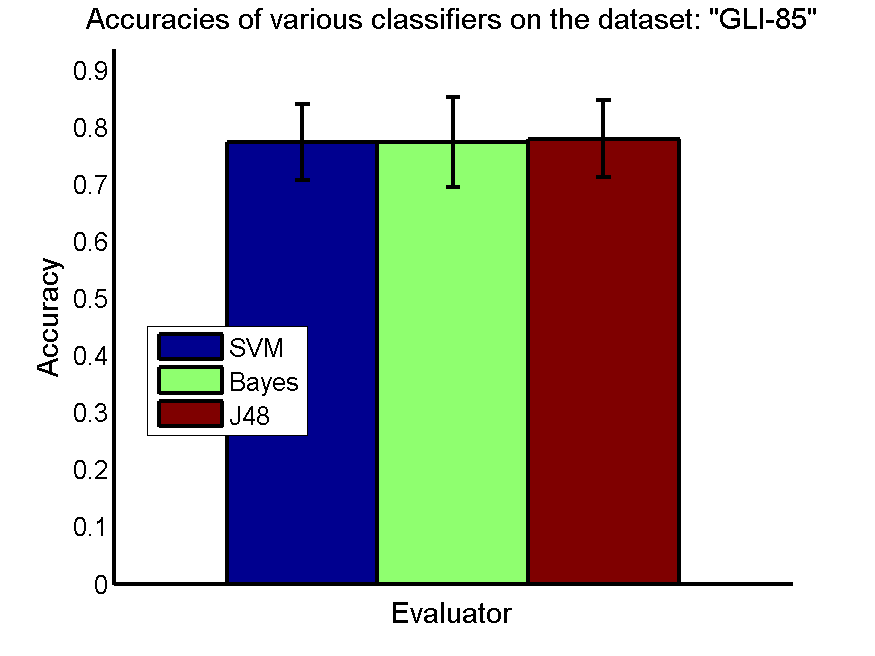 Accuracies of various classifiers on the dataset: "GLI-85"
0.9
0.8
0.7
0.6
0.5
0.4
0.3
0.2
0.1
0
Accuracy
SVM
Bayes
J48
Evaluator